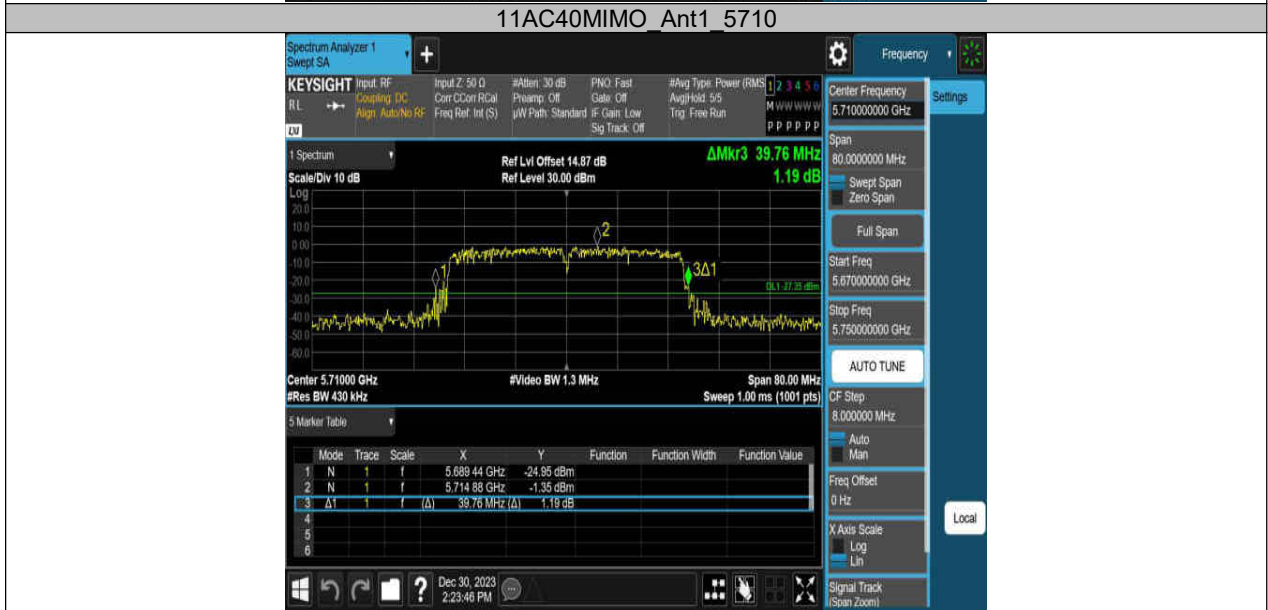 11AC40MIMO_Ant1_5710
Spectrum Analyzer 1
Swept SA
+
Frequency
KEYSIGHT Input: RF Input Z: 50 Ω #Atten: 30 dB PNO: Fast #Avg Type: Power (RMS 1 2 3 4 5 6
RL Coupling: DC Corr CCorr RCal Preamp: Off Gate: Off Avg|Hold: 5/5 M W W W W W
Align: Auto/No RF Freq Ref: Int (S) µW Path: Standard IF Gain: Low Trig: Free Run
Sig Track: Off P P P P P P
LXI
Center Frequency
5.710000000 GHz
Settings
1 Spectrum
Ref Lvl Offset 14.87 dB
ΔMkr3 39.76 MHz
Scale/Div 10 dB
Ref Level 30.00 dBm
1.19 dB
Log
20.0
10.0
0.00
-10.0
-20.0
-30.0
-40.0
-50.0
-60.0
1
2
3Δ1
DL1 -27.35 dBm
Center 5.71000 GHz #Video BW 1.3 MHz Span 80.00 MHz
#Res BW 430 kHz Sweep 1.00 ms (1001 pts)
Span
80.0000000 MHz
Swept Span
Zero Span
Full Span
Start Freq
5.670000000 GHz
Stop Freq
5.750000000 GHz
AUTO TUNE
CF Step
8.000000 MHz
Auto
Man
Freq Offset
0 Hz
X Axis Scale
Log
Lin
Signal Track
(Span Zoom)
Local
5 Marker Table
Mode Trace Scale X Y Function Function Width Function Value
1 N 1 f 5.689 44 GHz -24.95 dBm
2 N 1 f 5.714 88 GHz -1.35 dBm
3 Δ1 1 f (Δ) 39.76 MHz (Δ) 1.19 dB
4
5
6
? Dec 30, 2023
2:23:46 PM